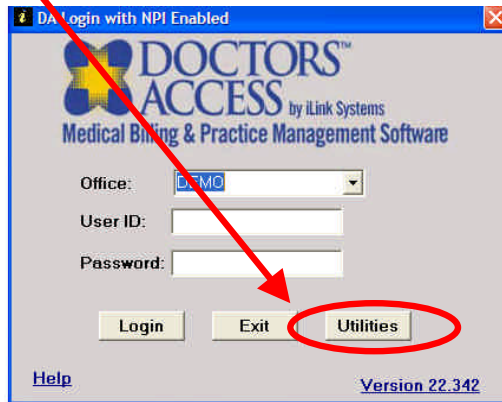 DA Login with NPI Enabled
DOCTORS™
ACCESS by iLink Systems
Medical Billing & Practice Management Software
Office: DEMO
User ID:
Password:
Login Exit Utilities
Help Version 22.342